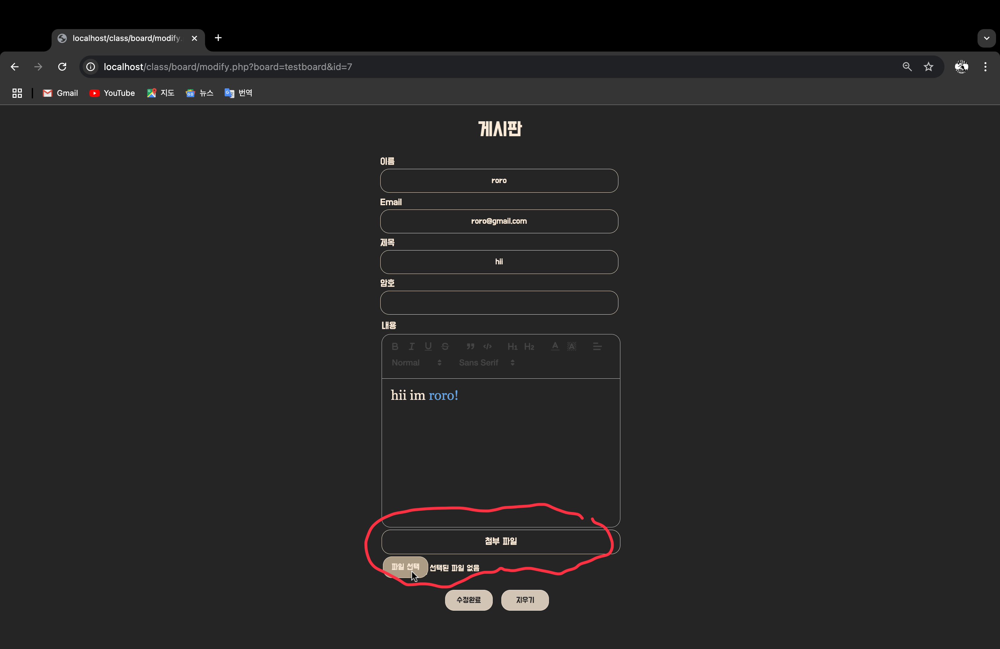 localhost/class/board/modify.
localhost/class/board/modify.php?board=testboard&id=7
Gmail YouTube 지도 뉴스 번역
게시판
이름
roro
Email
roro@gmail.com
제목
hii
암호
내용
B I U S H1 H2 A A
Normal Sans Serif
hii im roro!
첨부 파일
파일 선택 선택된 파일 없음
수정완료 지우기